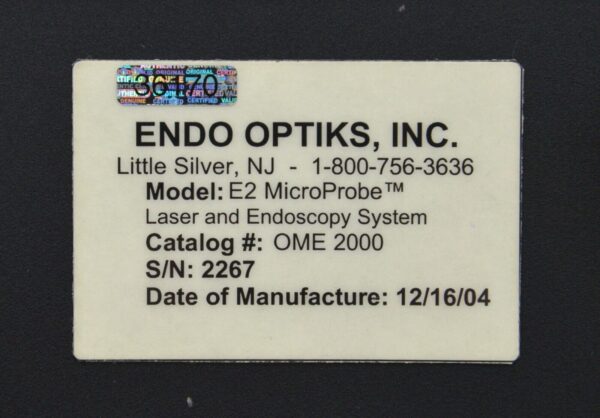 ENDO OPTIKS, INC.
Little Silver, NJ - 1-800-756-3636
Model: E2 MicroProbe™
Laser and Endoscopy System
Catalog #: OME 2000
S/N: 2267
Date of Manufacture: 12/16/04